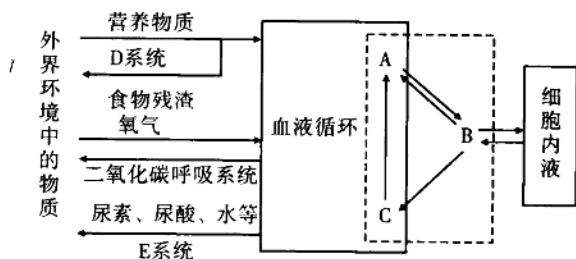 外界环境中的物质
营养物质
D系统
食物残渣
氧气
二氧化碳呼吸系统
尿素、尿酸、水等
E系统
血液循环
A
B
C
细胞内液